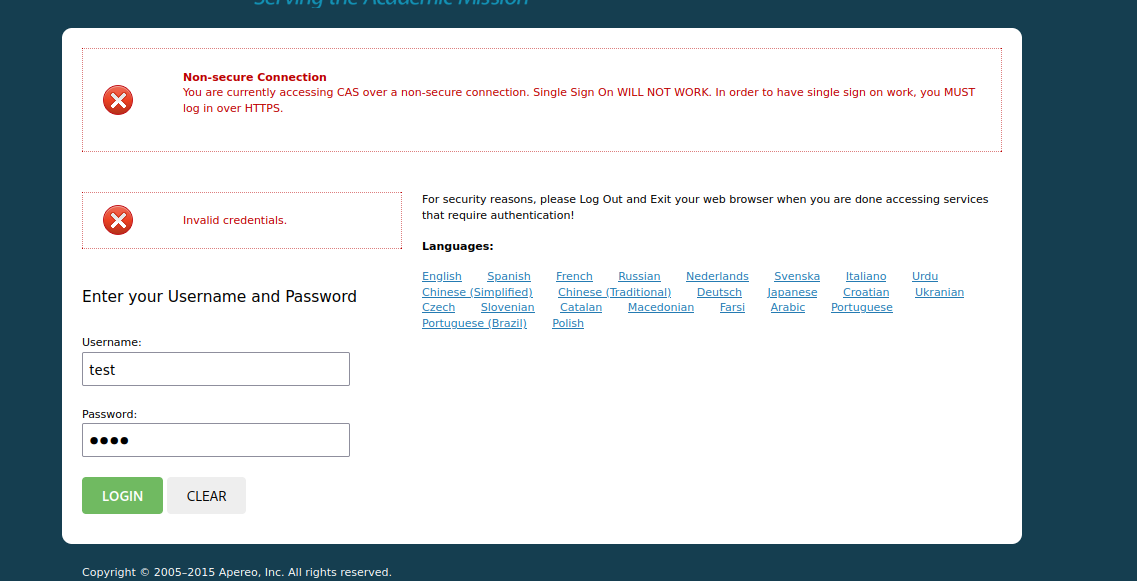 Serving the Academic Mission
Non-secure Connection
You are currently accessing CAS over a non-secure connection. Single Sign On WILL NOT WORK. In order to have single sign on work, you MUST
log in over HTTPS.
Invalid credentials.
For security reasons, please Log Out and Exit your web browser when you are done accessing services
that require authentication!
Languages:
English Spanish French Russian Nederlands Svenska Italiano Urdu
Chinese (Simplified) Chinese (Traditional) Deutsch Japanese Croatian Ukranian
Czech Slovenian Catalan Macedonian Farsi Arabic Portuguese
Portuguese (Brazil) Polish
Enter your Username and Password
Username:
test
Password:
●●●●
LOGIN CLEAR
Copyright © 2005–2015 Apereo, Inc. All rights reserved.